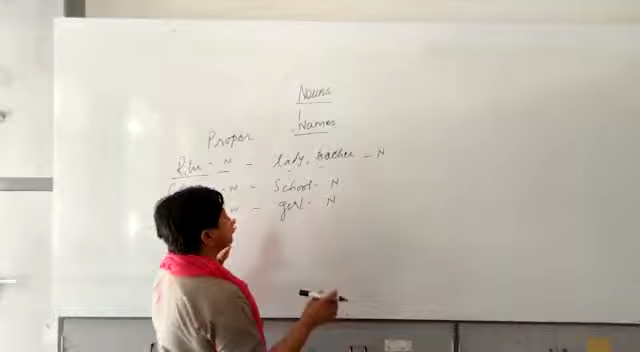 Nouns
Names
Proper
Ritu - N - lady, teacher - N
- N - School - N
- girl - N